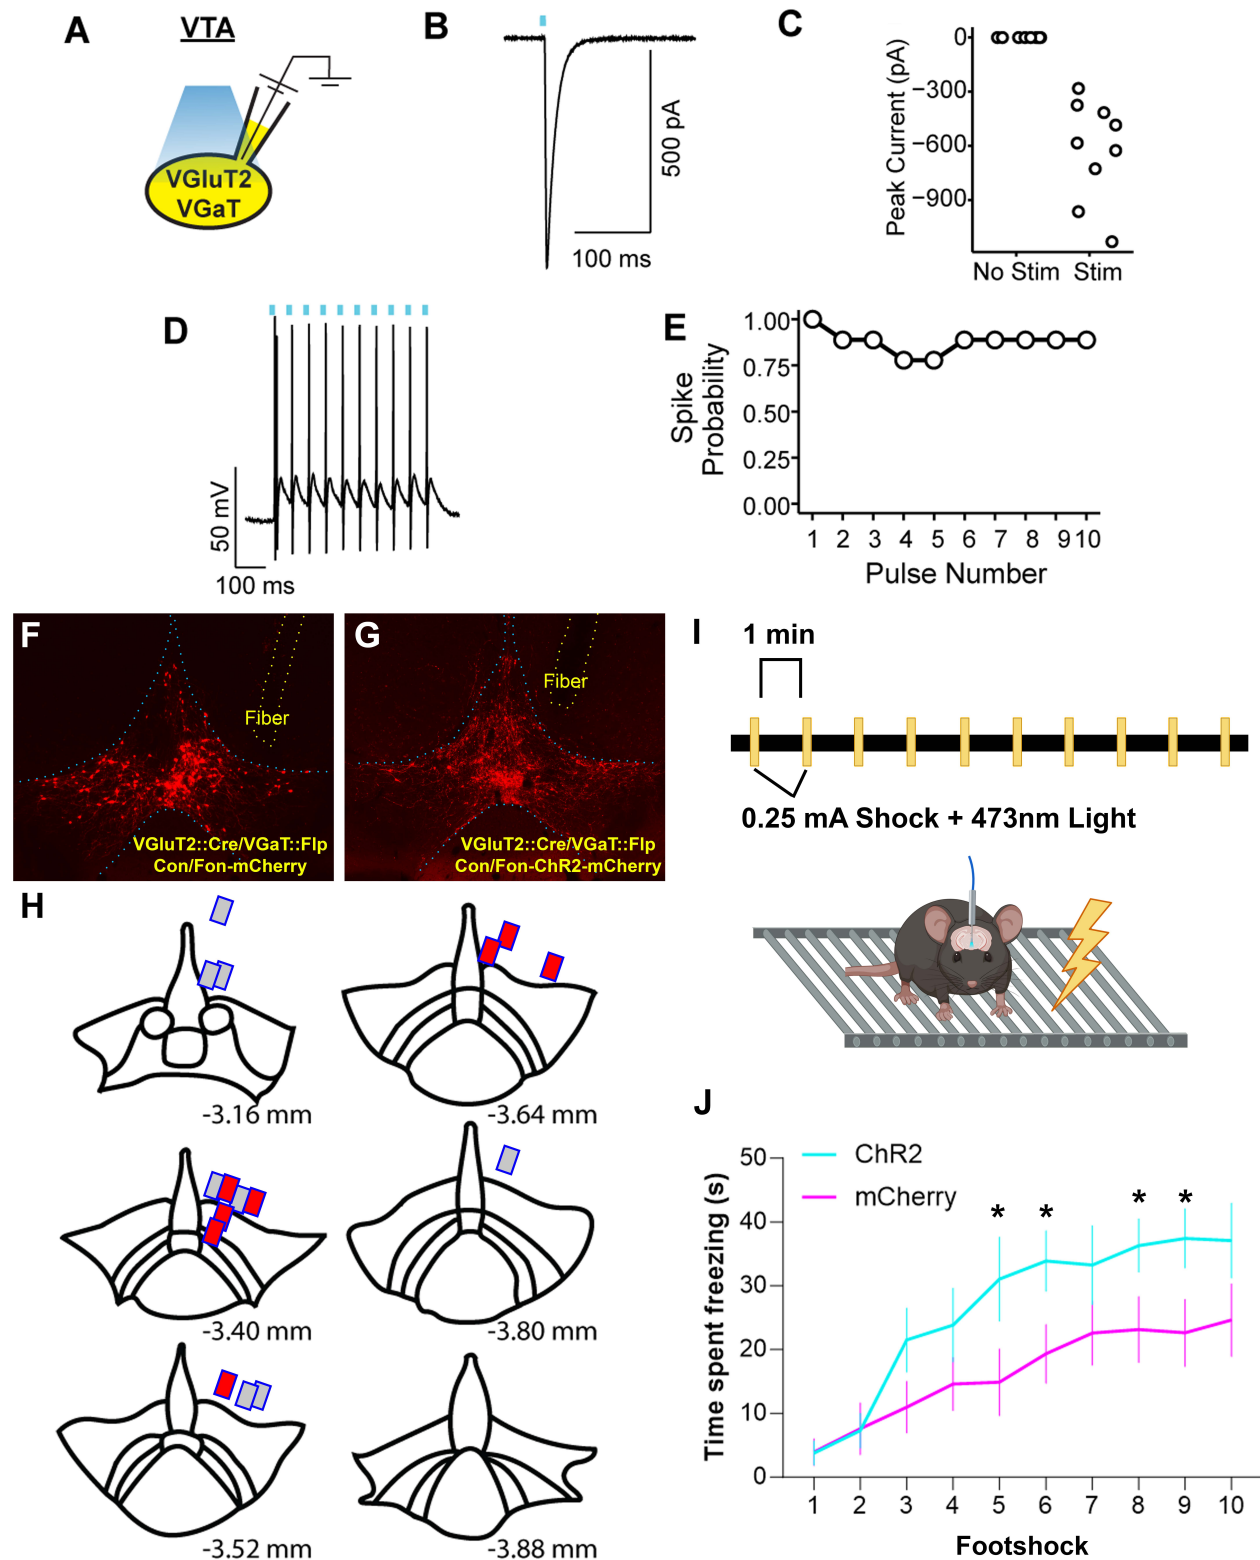 A
VTA
VGluT2
VGaT
B
500 pA
100 ms
C
Peak Current (pA)
0
−300
−600
−900
No Stim
Stim
D
50 mV
100 ms
E
Spike
Probability
1.00
0.75
0.50
0.25
0.00
1 2 3 4 5 6 7 8 9 10
Pulse Number
F
Fiber
VGluT2::Cre/VGaT::Flp
Con/Fon-mCherry
G
Fiber
VGluT2::Cre/VGaT::Flp
Con/Fon-ChR2-mCherry
H
-3.16 mm
-3.64 mm
-3.40 mm
-3.80 mm
-3.52 mm
-3.88 mm
I
1 min
0.25 mA Shock + 473nm Light
J
ChR2
mCherry
Time spent freezing (s)
50
40
30
20
10
0
* * * *
1 2 3 4 5 6 7 8 9 10
Footshock